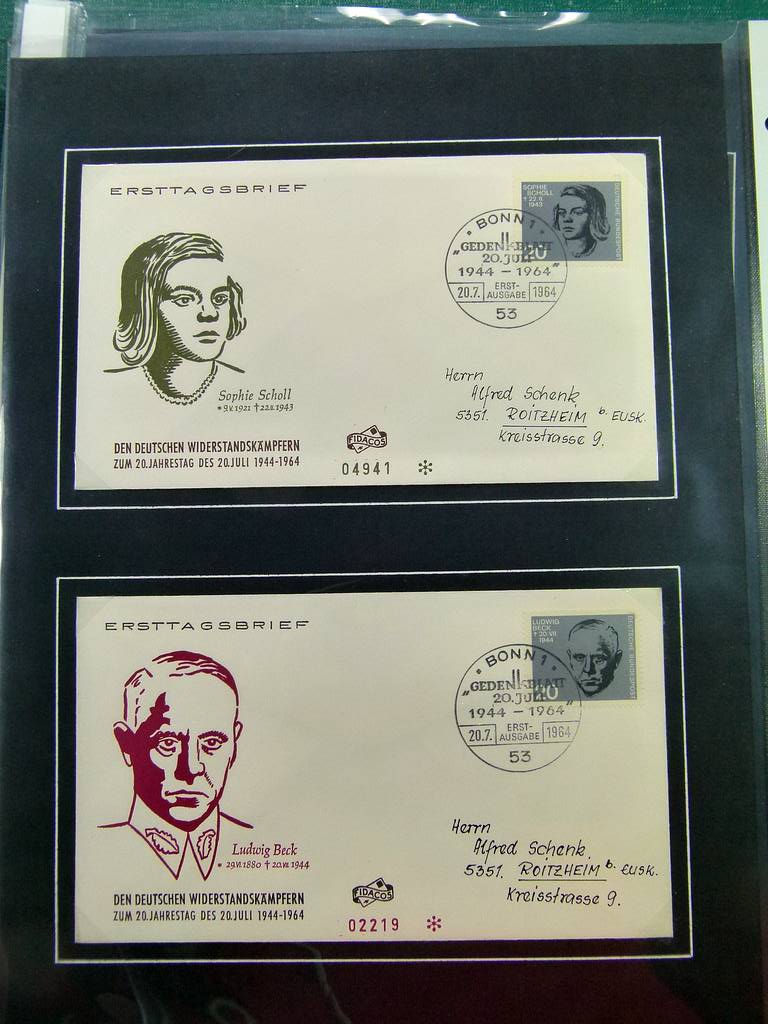 ERSTTAGSBRIEF
SOPHIE
SCHOLL
† 22.II.
1943
DEUTSCHE BUNDESPOST
20
BONN 1
„GEDENKBLATT
20. JULI
1944 – 1964“
20.7. ERST-AUSGABE 1964
53
Sophie Scholl
* 9.V.1921 † 22.II.1943
Herrn
Alfred Schenk,
5351. ROITZHEIM b. EUSK.
Kreisstrasse 9.
DEN DEUTSCHEN WIDERSTANDSKÄMPFERN
ZUM 20.JAHRESTAG DES 20.JULI 1944-1964
FIDACOS
04941 *
ERSTTAGSBRIEF
LUDWIG
BECK
† 20.VII
1944
DEUTSCHE BUNDESPOST
BONN 1
„GEDENKBLATT
20. JULI
1944 – 1964“
20.7. ERST-AUSGABE 1964
53
Ludwig Beck
* 29.VI.1880 † 20.VII.1944
Herrn
Alfred Schenk,
5351. ROITZHEIM b. EUSK.
Kreisstrasse 9.
DEN DEUTSCHEN WIDERSTANDSKÄMPFERN
ZUM 20.JAHRESTAG DES 20.JULI 1944-1964
FIDACOS
02219 *